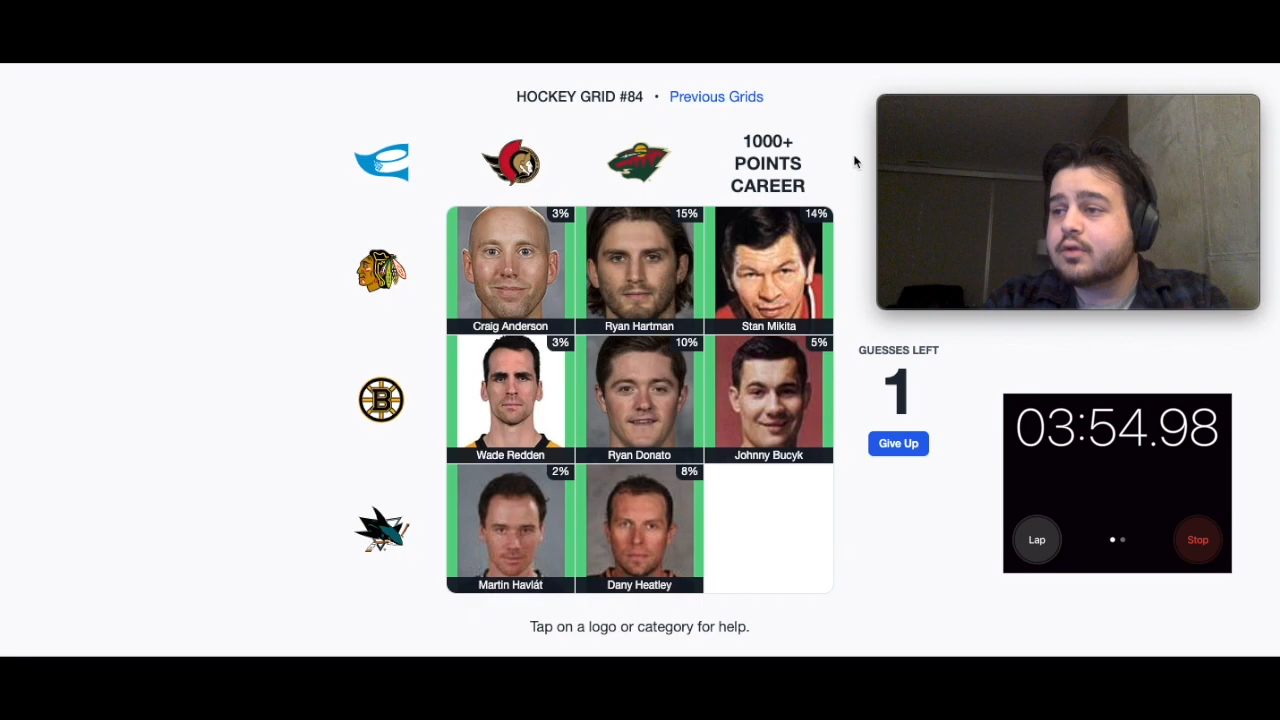 HOCKEY GRID #84 • Previous Grids
1000+
POINTS
CAREER
3%
15%
14%
Craig Anderson
Ryan Hartman
Stan Mikita
3%
10%
5%
Wade Redden
Ryan Donato
Johnny Bucyk
2%
8%
Martin Havlát
Dany Heatley
GUESSES LEFT
1
Give Up
03:54.98
Lap
Stop
B
Tap on a logo or category for help.